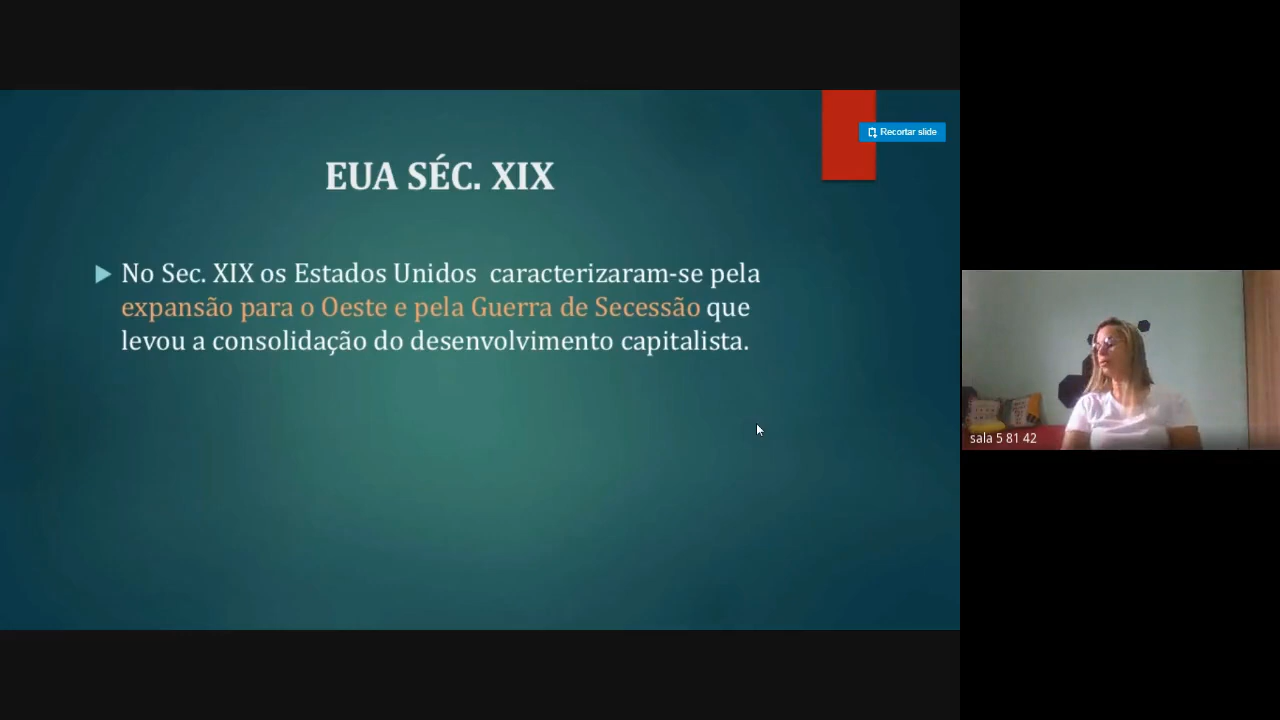 EUA SÉC. XIX
Recortar slide
No Sec. XIX os Estados Unidos  caracterizaram-se pela
expansão para o Oeste e pela Guerra de Secessão que
levou a consolidação do desenvolvimento capitalista.
sala 5 81 42